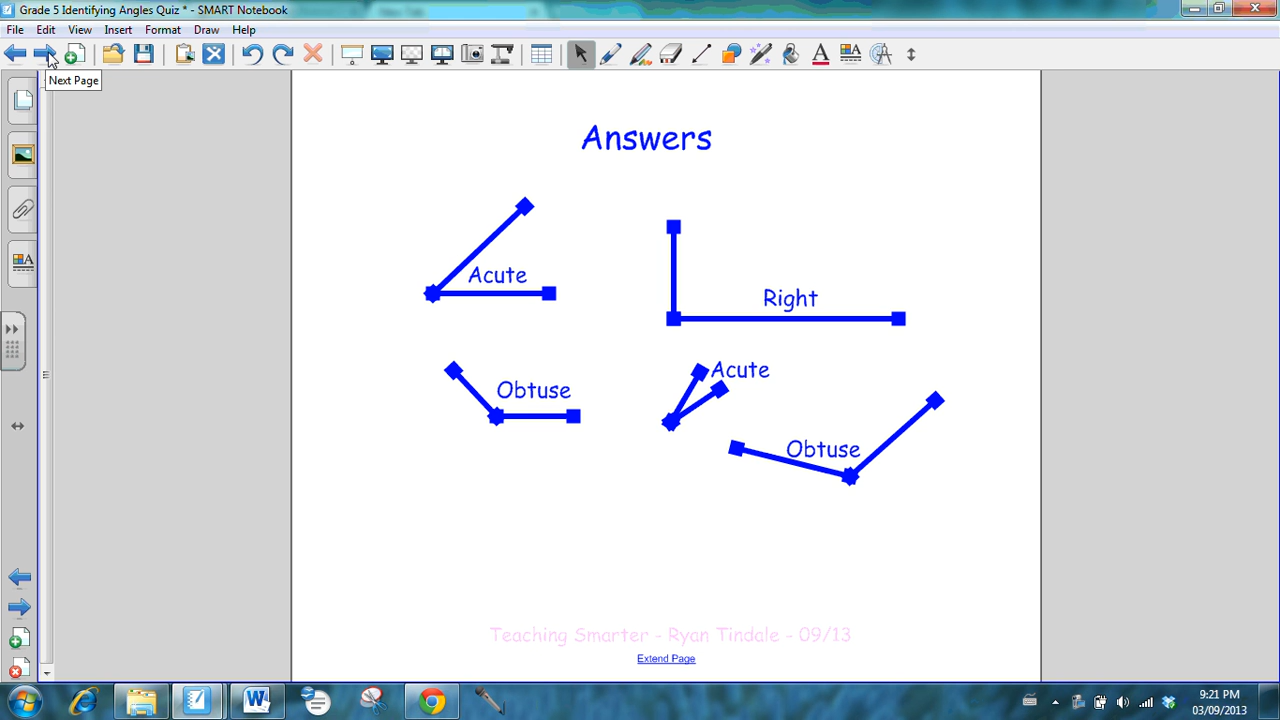 Grade 5 Identifying Angles Quiz * - SMART Notebook
File Edit View Insert Format Draw Help
Next Page
Answers
Acute
Right
Acute
Obtuse
Obtuse
Teaching Smarter - Ryan Tindale - 09/13
Extend Page
9:21 PM
03/09/2013